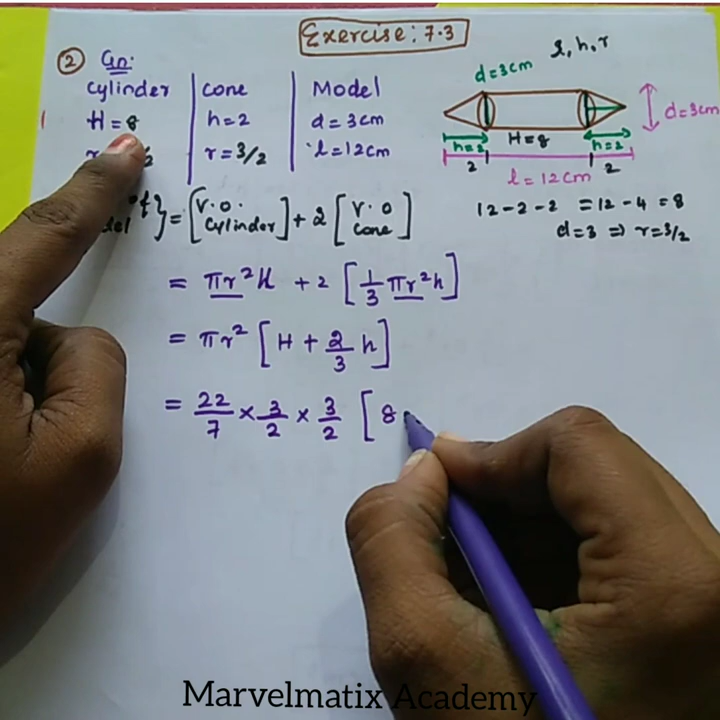 Exercise: 7.3
② Gn:
Cylinder | Cone | Model
H = 8 | h = 2 | d = 3cm
r = 3/2 | l = 12cm
l, h, r
d = 3cm
d = 3cm
H = 8
h = 2
h = 2
2
2
l = 12cm
12 - 2 - 2 = 12 - 4 = 8
d = 3 ⇒ r = 3/2
} = [V.O. Cylinder] + 2 [V.O Cone]
= πr²H + 2 [1/3 πr²h]
= πr² [H + 2/3 h]
= 22/7 × 3/2 × 3/2 [8
Marvelmatix Academy